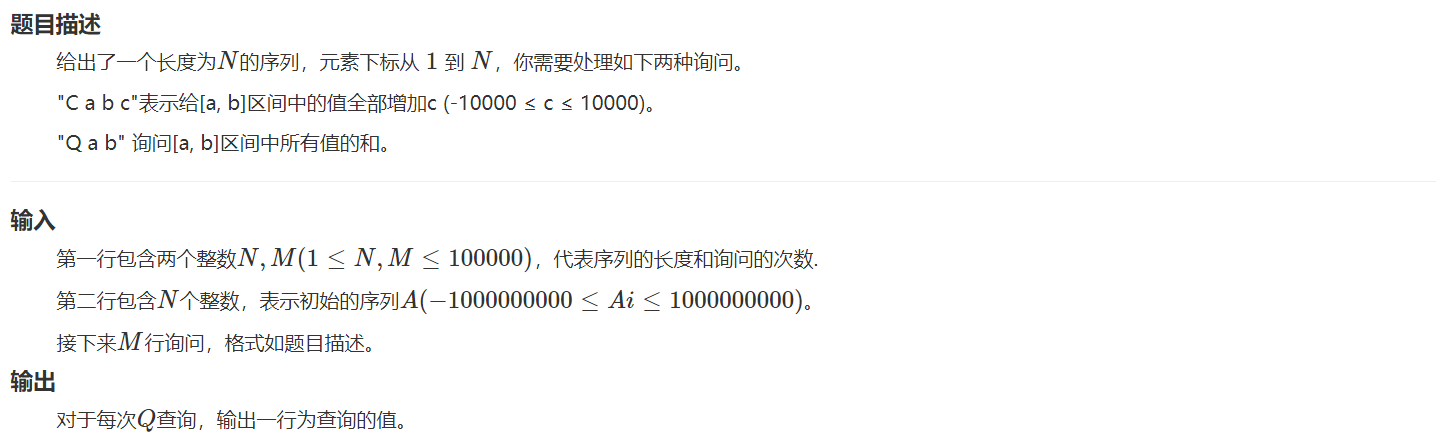 题目描述
给出了一个长度为N的序列，元素下标从 1 到 N，你需要处理如下两种询问。
"C a b c"表示给[a, b]区间中的值全部增加c (-10000 ≤ c ≤ 10000)。
"Q a b" 询问[a, b]区间中所有值的和。
输入
第一行包含两个整数N, M(1 ≤ N, M ≤ 100000)，代表序列的长度和询问的次数.
第二行包含N个整数，表示初始的序列A(−1000000000 ≤ Ai ≤ 1000000000)。
接下来M行询问，格式如题目描述。
输出
对于每次Q查询，输出一行为查询的值。